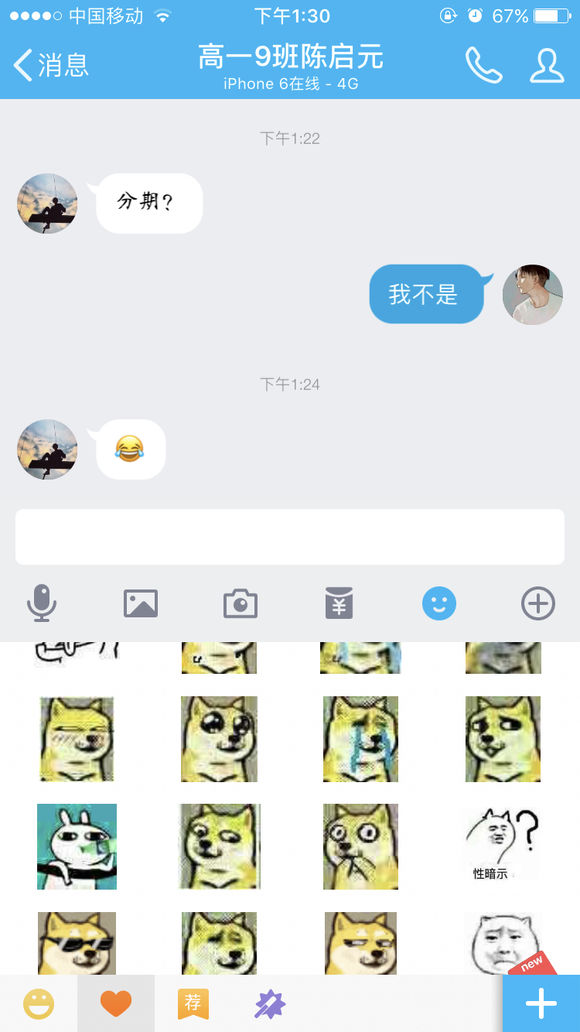 中国移动
下午1:30
67%
消息
高一9班陈启元
iPhone 6在线 - 4G
下午1:22
分期?
我不是
下午1:24
¥
?
性暗示
荐
new